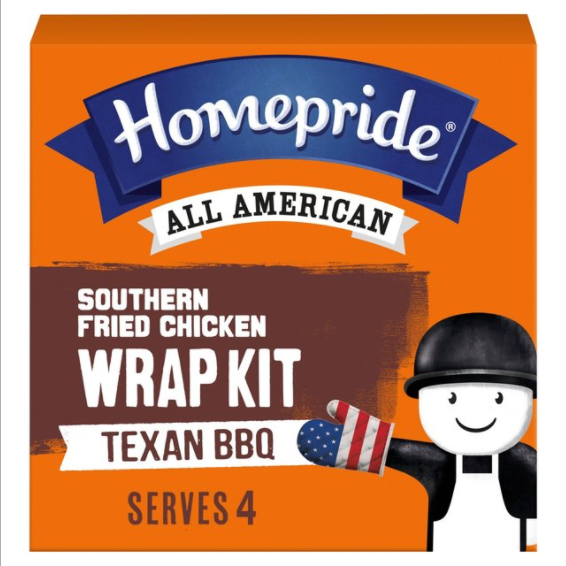 Homepride®
ALL AMERICAN
SOUTHERN
FRIED CHICKEN
WRAP KIT
TEXAN BBQ
SERVES 4